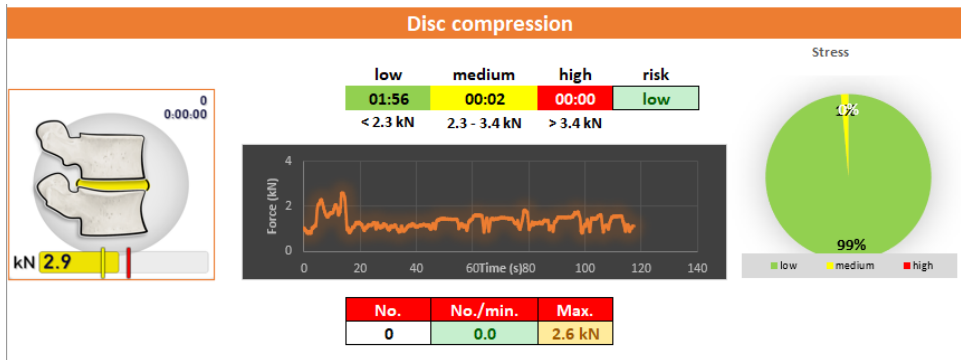 Disc compression
Stress
low medium high risk
01:56 00:02 00:00 low
< 2.3 kN 2.3 - 3.4 kN > 3.4 kN
0
0:00:00
kN 2.9
Force (kN)
4
2
0
0 20 40 60 80 100 120 140
Time (s)
1%
0%
99%
low medium high
No. No./min. Max.
0 0.0 2.6 kN